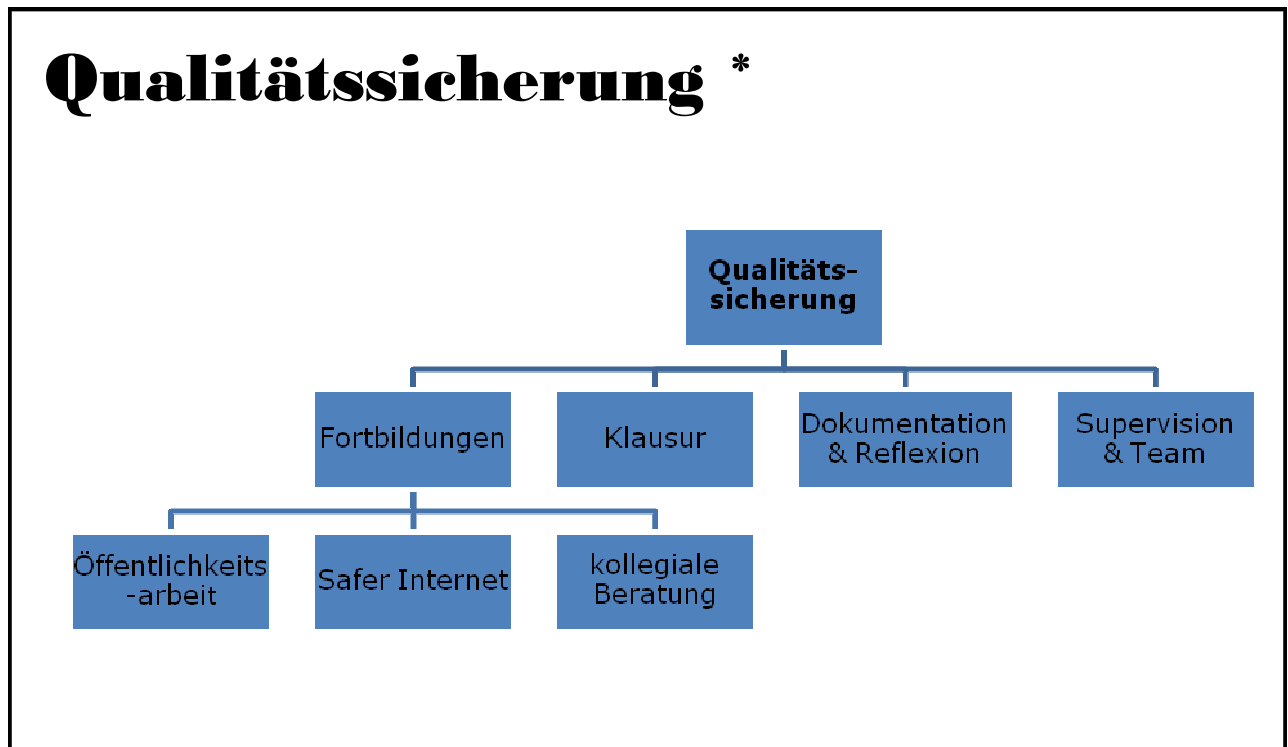 Qualitätssicherung *
Qualitäts-
sicherung
Fortbildungen
Klausur
Dokumentation
& Reflexion
Supervision
& Team
Öffentlichkeits
-arbeit
Safer Internet
kollegiale
Beratung